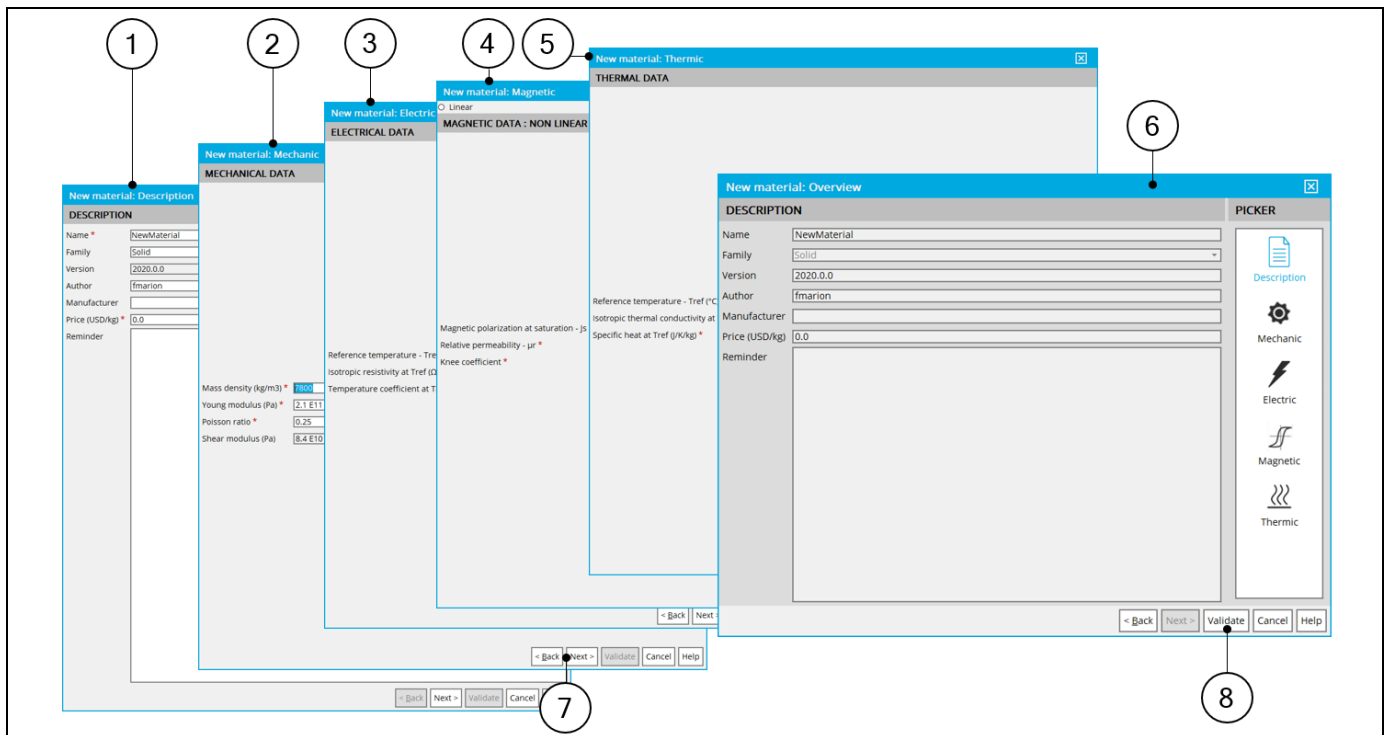 1
2
3
4
5
6
New material: Thermic
THERMAL DATA
New material: Magnetic
Linear
MAGNETIC DATA : NON LINEAR
New material: Electric
ELECTRICAL DATA
New material: Mechanic
MECHANICAL DATA
New material: Description
DESCRIPTION
Name * NewMaterial
Family Solid
Version 2020.0.0
Author fmarion
Manufacturer
Price (USD/kg) * 0.0
Reminder
Mass density (kg/m3) * 7800
Young modulus (Pa) * 2.1 E11
Poisson ratio * 0.25
Shear modulus (Pa) 8.4 E10
Reference temperature - Tre
Isotropic resistivity at Tref (Ω
Temperature coefficient at T
Magnetic polarization at saturation - Js
Relative permeability - μr *
Knee coefficient *
Reference temperature - Tref (°C
Isotropic thermal conductivity at
Specific heat at Tref (J/K/kg) *
New material: Overview
DESCRIPTION
PICKER
Name NewMaterial
Family Solid
Version 2020.0.0
Author fmarion
Manufacturer
Price (USD/kg) 0.0
Reminder
Description
Mechanic
Electric
Magnetic
Thermic
< Back Next > Validate Cancel Help
< Back Next >
< Back Next > Validate Cancel Help
< Back Next > Validate Cancel
7
8